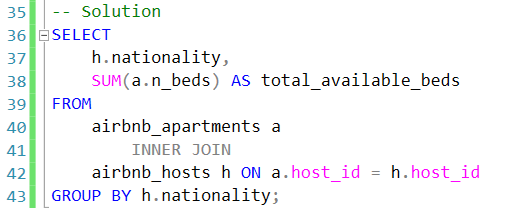 35 -- Solution
36 SELECT
37 h.nationality,
38 SUM(a.n_beds) AS total_available_beds
39 FROM
40 airbnb_apartments a
41 INNER JOIN
42 airbnb_hosts h ON a.host_id = h.host_id
43 GROUP BY h.nationality;